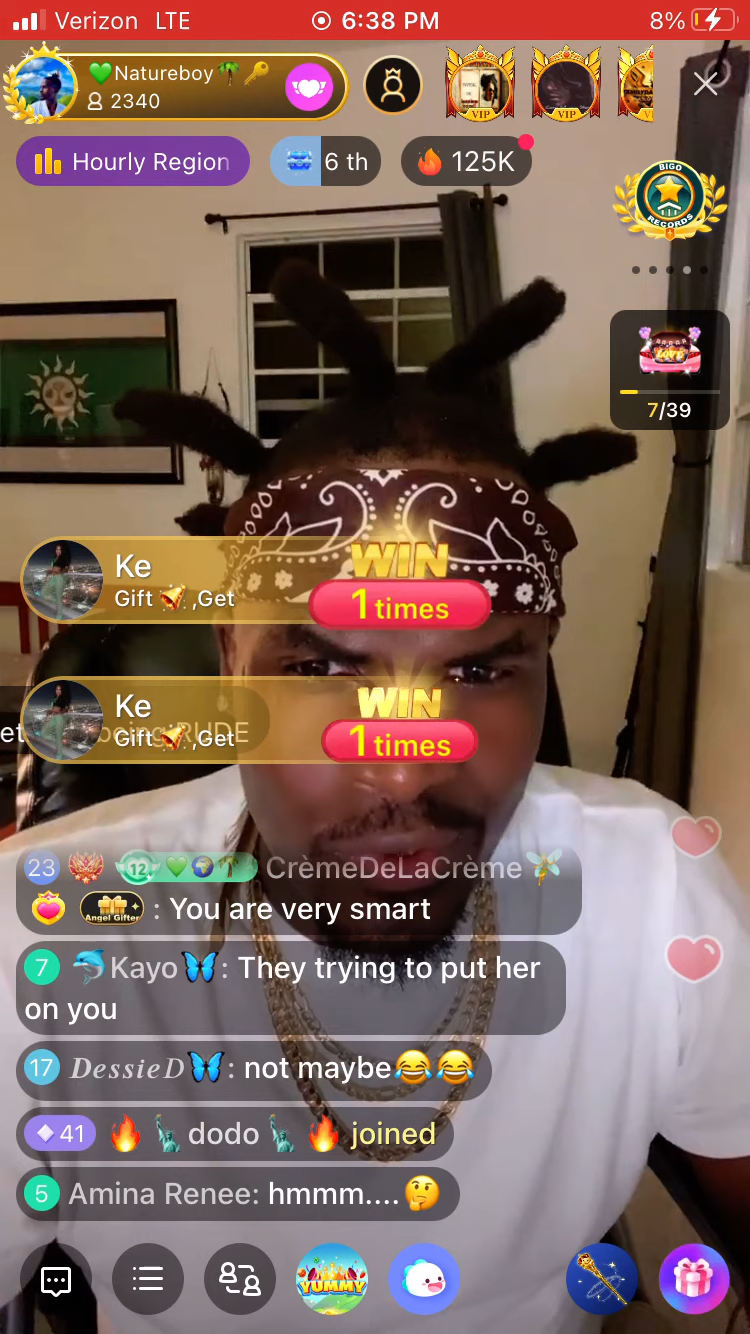 Verizon LTE 6:38 PM 8%
💚Natureboy🌴🔑
2340
VIP VIP
Hourly Region 6 th 125K
BIGO
RECORDS
LOVE
7/39
Ke
Gift 🔔,Get
WIN
1 times
Ke
Gift 🔔,Get
WIN
1 times
being:RUDE
23 12 💚🌍🌴 CrèmeDeLaCrème
Angel Gifter : You are very smart
7 🐬Kayo🦋: They trying to put her
on you
17 DessieD🦋: not maybe😂😂
41 🔥🗽dodo🗽🔥 joined
5 Amina Renee: hmmm....🤔
YUMMY